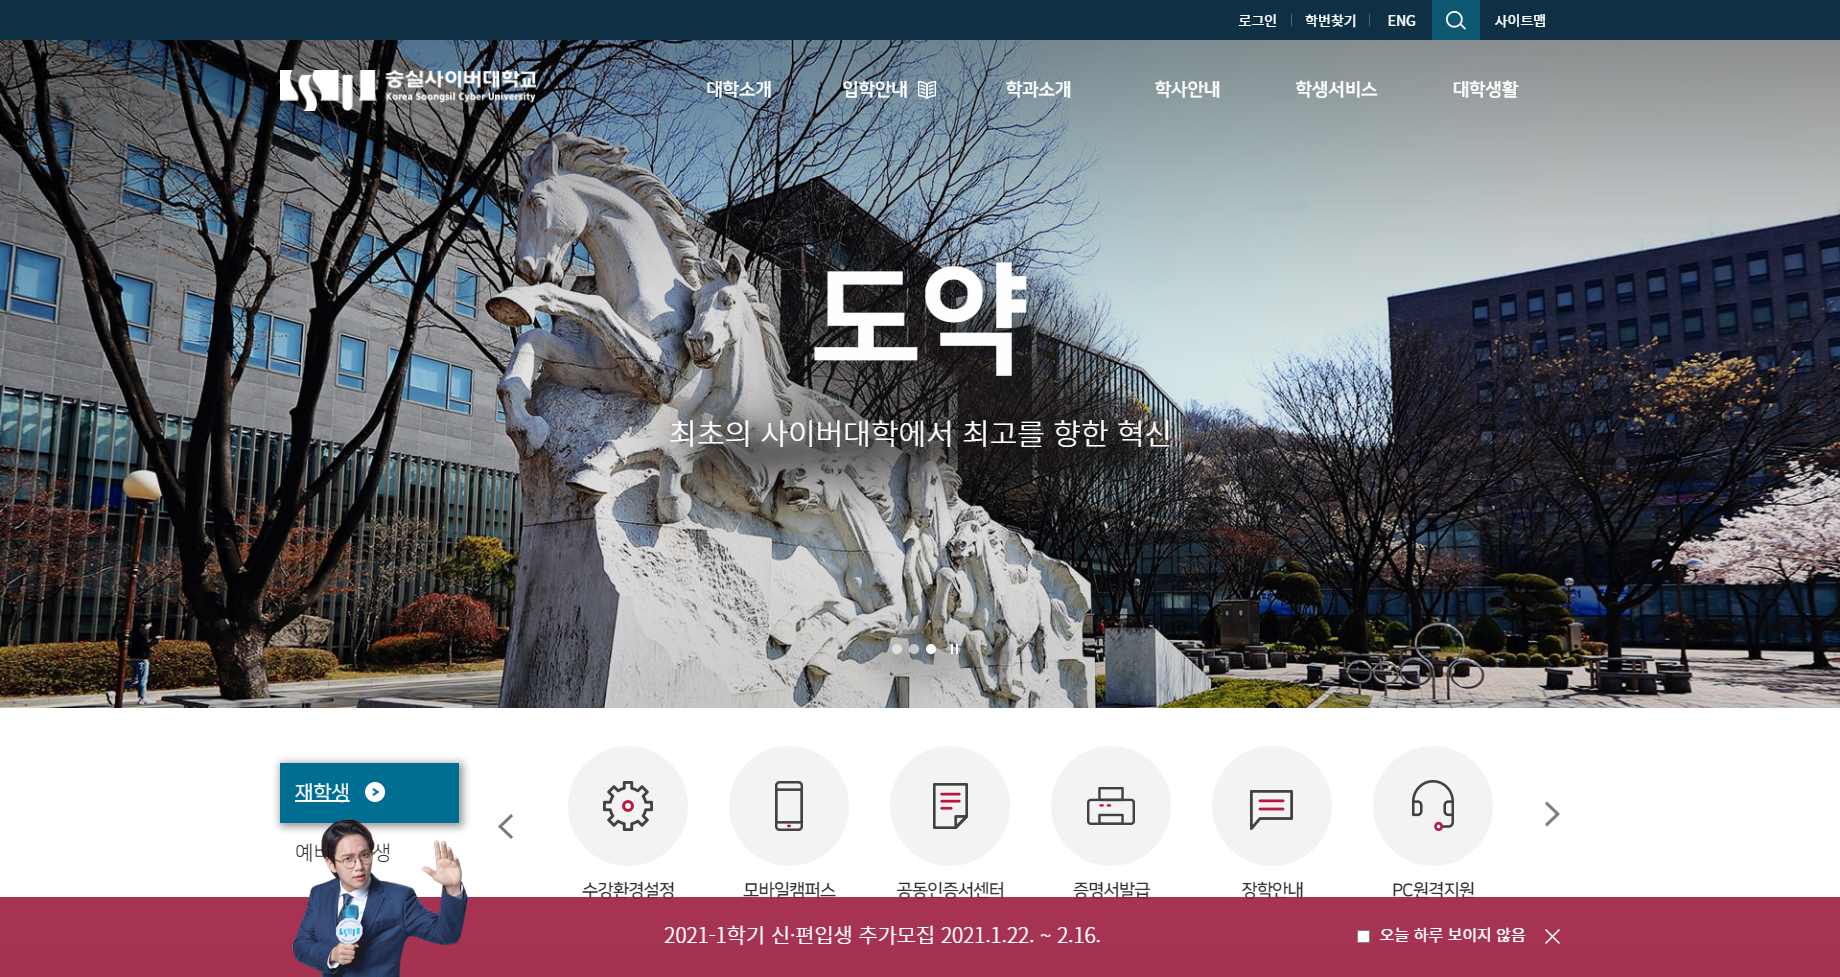 로그인
학번찾기
ENG
사이트맵
숭실사이버대학교
Korea Soongsil Cyber University
대학소개
입학안내
학과소개
학사안내
학생서비스
대학생활
도약
최초의 사이버대학에서 최고를 향한 혁신
재학생
수강환경설정
모바일캠퍼스
공동인증서센터
증명서발급
장학안내
PC원격지원
2021-1학기 신·편입생 추가모집 2021.1.22. ~ 2.16.
오늘 하루 보이지 않음